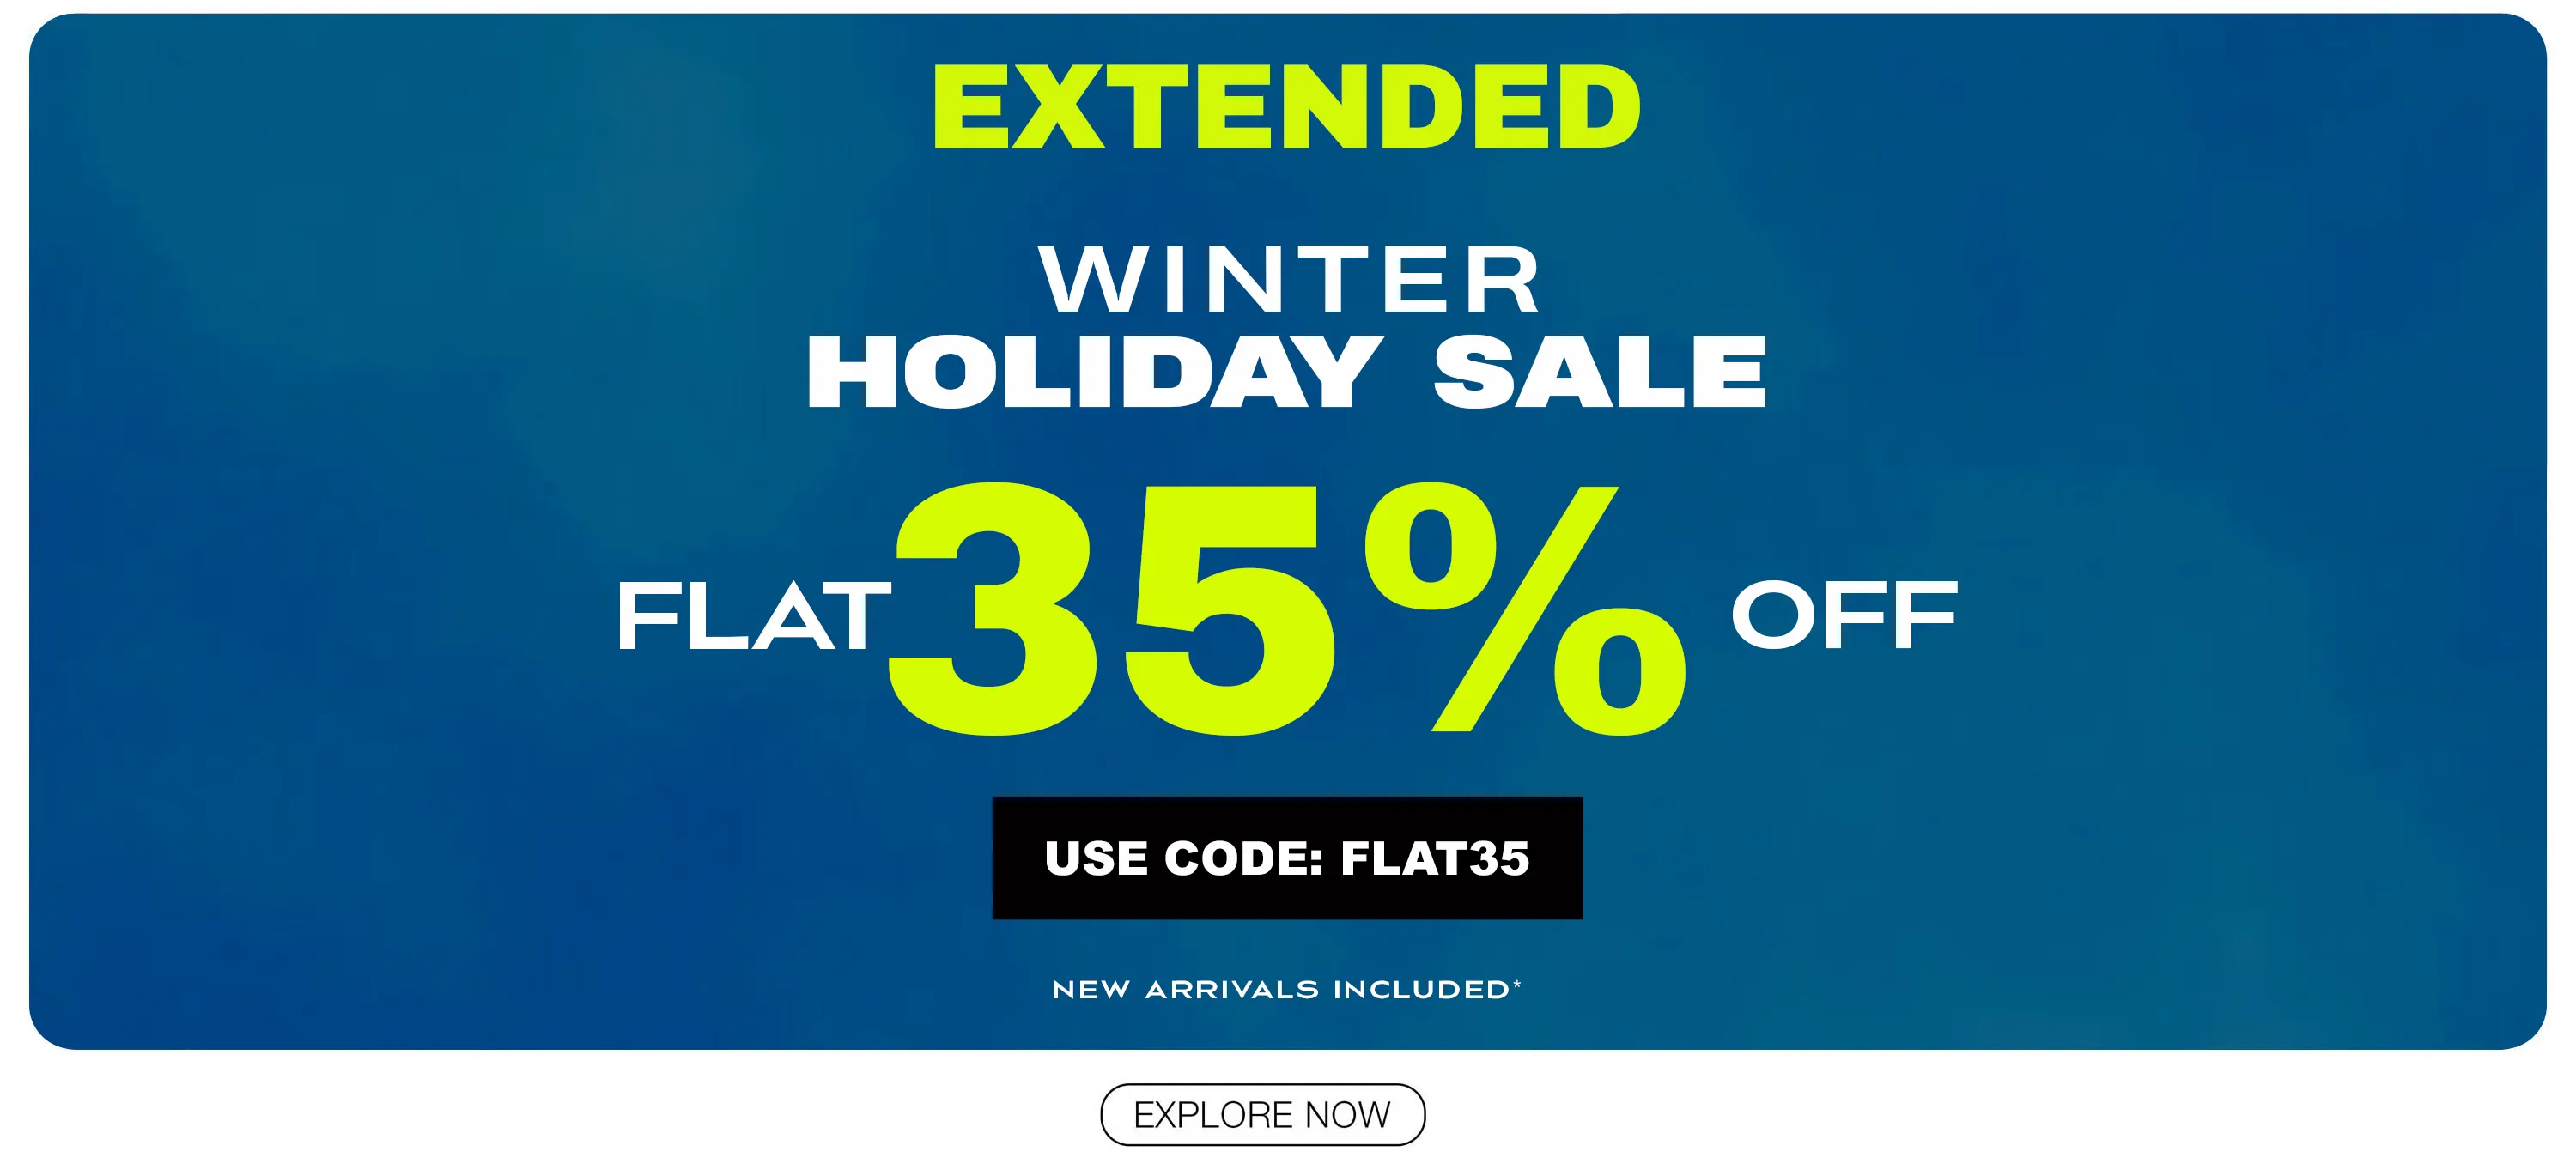 EXTENDED
WINTER
HOLIDAY SALE
FLAT 35% OFF
USE CODE: FLAT35
NEW ARRIVALS INCLUDED*
EXPLORE NOW